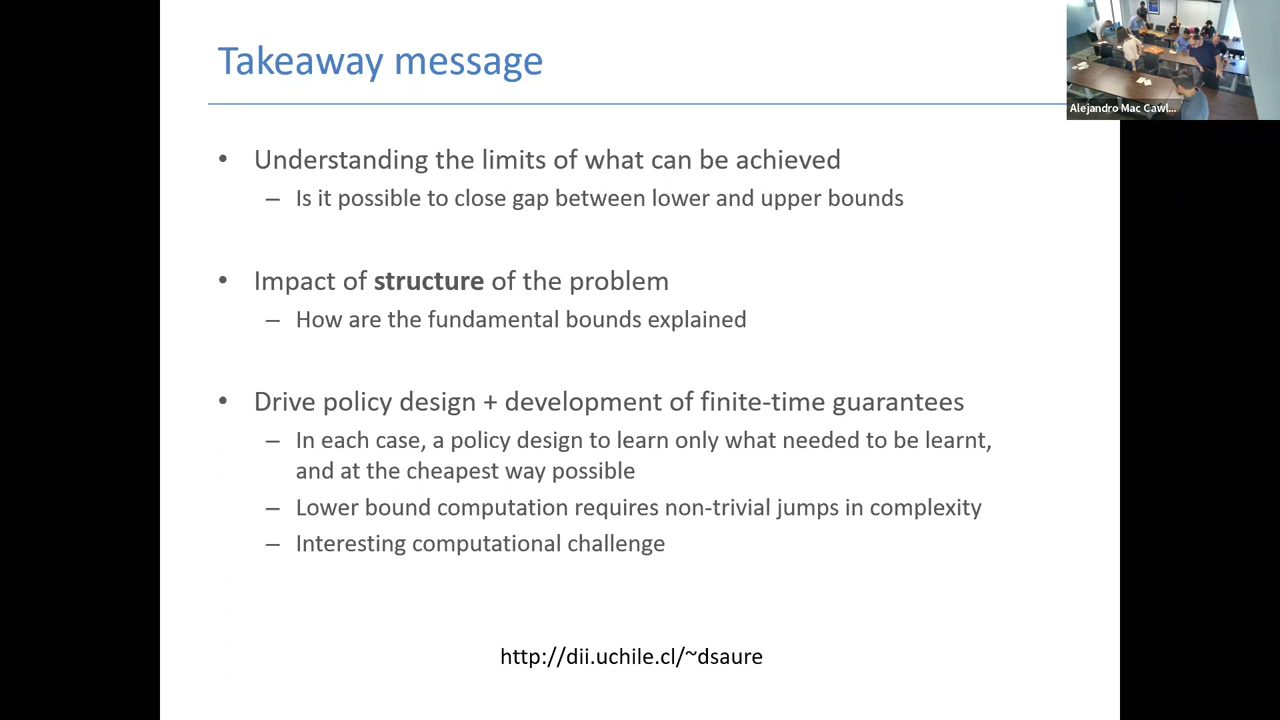 Takeaway message
Alejandro Mac Cawl...
• Understanding the limits of what can be achieved
– Is it possible to close gap between lower and upper bounds
• Impact of structure of the problem
– How are the fundamental bounds explained
• Drive policy design + development of finite-time guarantees
– In each case, a policy design to learn only what needed to be learnt,
and at the cheapest way possible
– Lower bound computation requires non-trivial jumps in complexity
– Interesting computational challenge
http://dii.uchile.cl/~dsaure